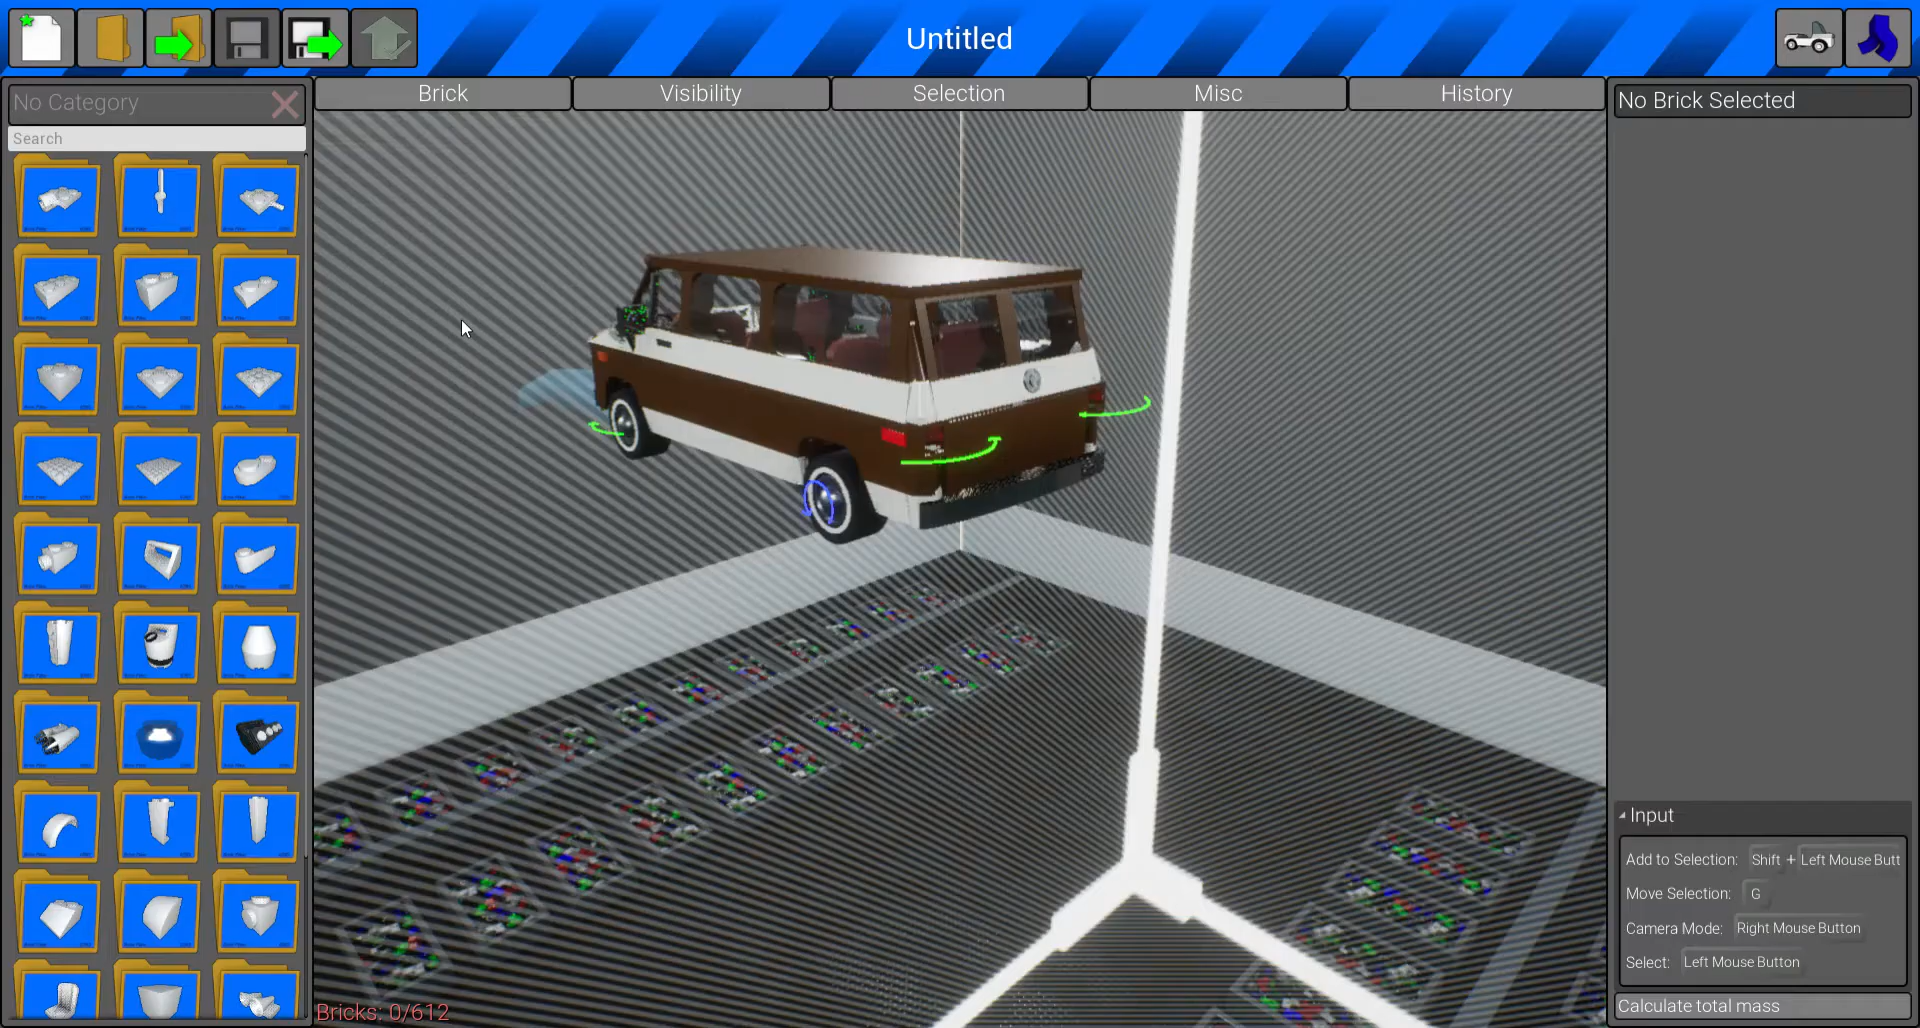 Untitled
No Category
Search
Brick
Visibility
Selection
Misc
History
No Brick Selected
Bricks: 0/612
Input
Add to Selection: Shift + Left Mouse Butt
Move Selection: G
Camera Mode: Right Mouse Button
Select: Left Mouse Button
Calculate total mass